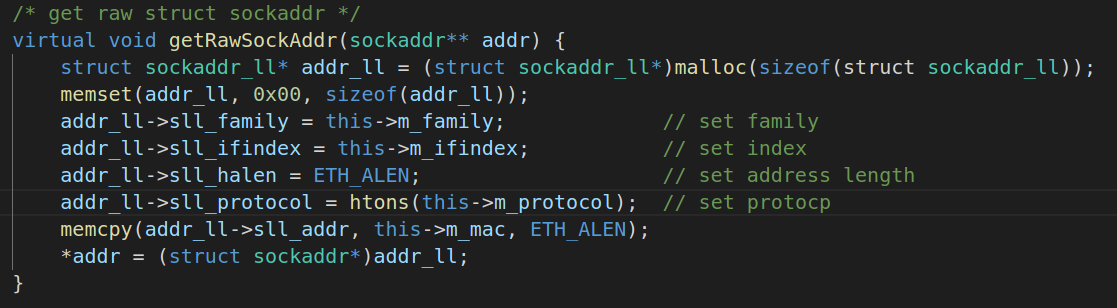 /* get raw struct sockaddr */
virtual void getRawSockAddr(sockaddr** addr) {
    struct sockaddr_ll* addr_ll = (struct sockaddr_ll*)malloc(sizeof(struct sockaddr_ll));
    memset(addr_ll, 0x00, sizeof(addr_ll));
    addr_ll->sll_family = this->m_family;             // set family
    addr_ll->sll_ifindex = this->m_ifindex;           // set index
    addr_ll->sll_halen = ETH_ALEN;                    // set address length
    addr_ll->sll_protocol = htons(this->m_protocol);  // set protocp
    memcpy(addr_ll->sll_addr, this->m_mac, ETH_ALEN);
    *addr = (struct sockaddr*)addr_ll;
}